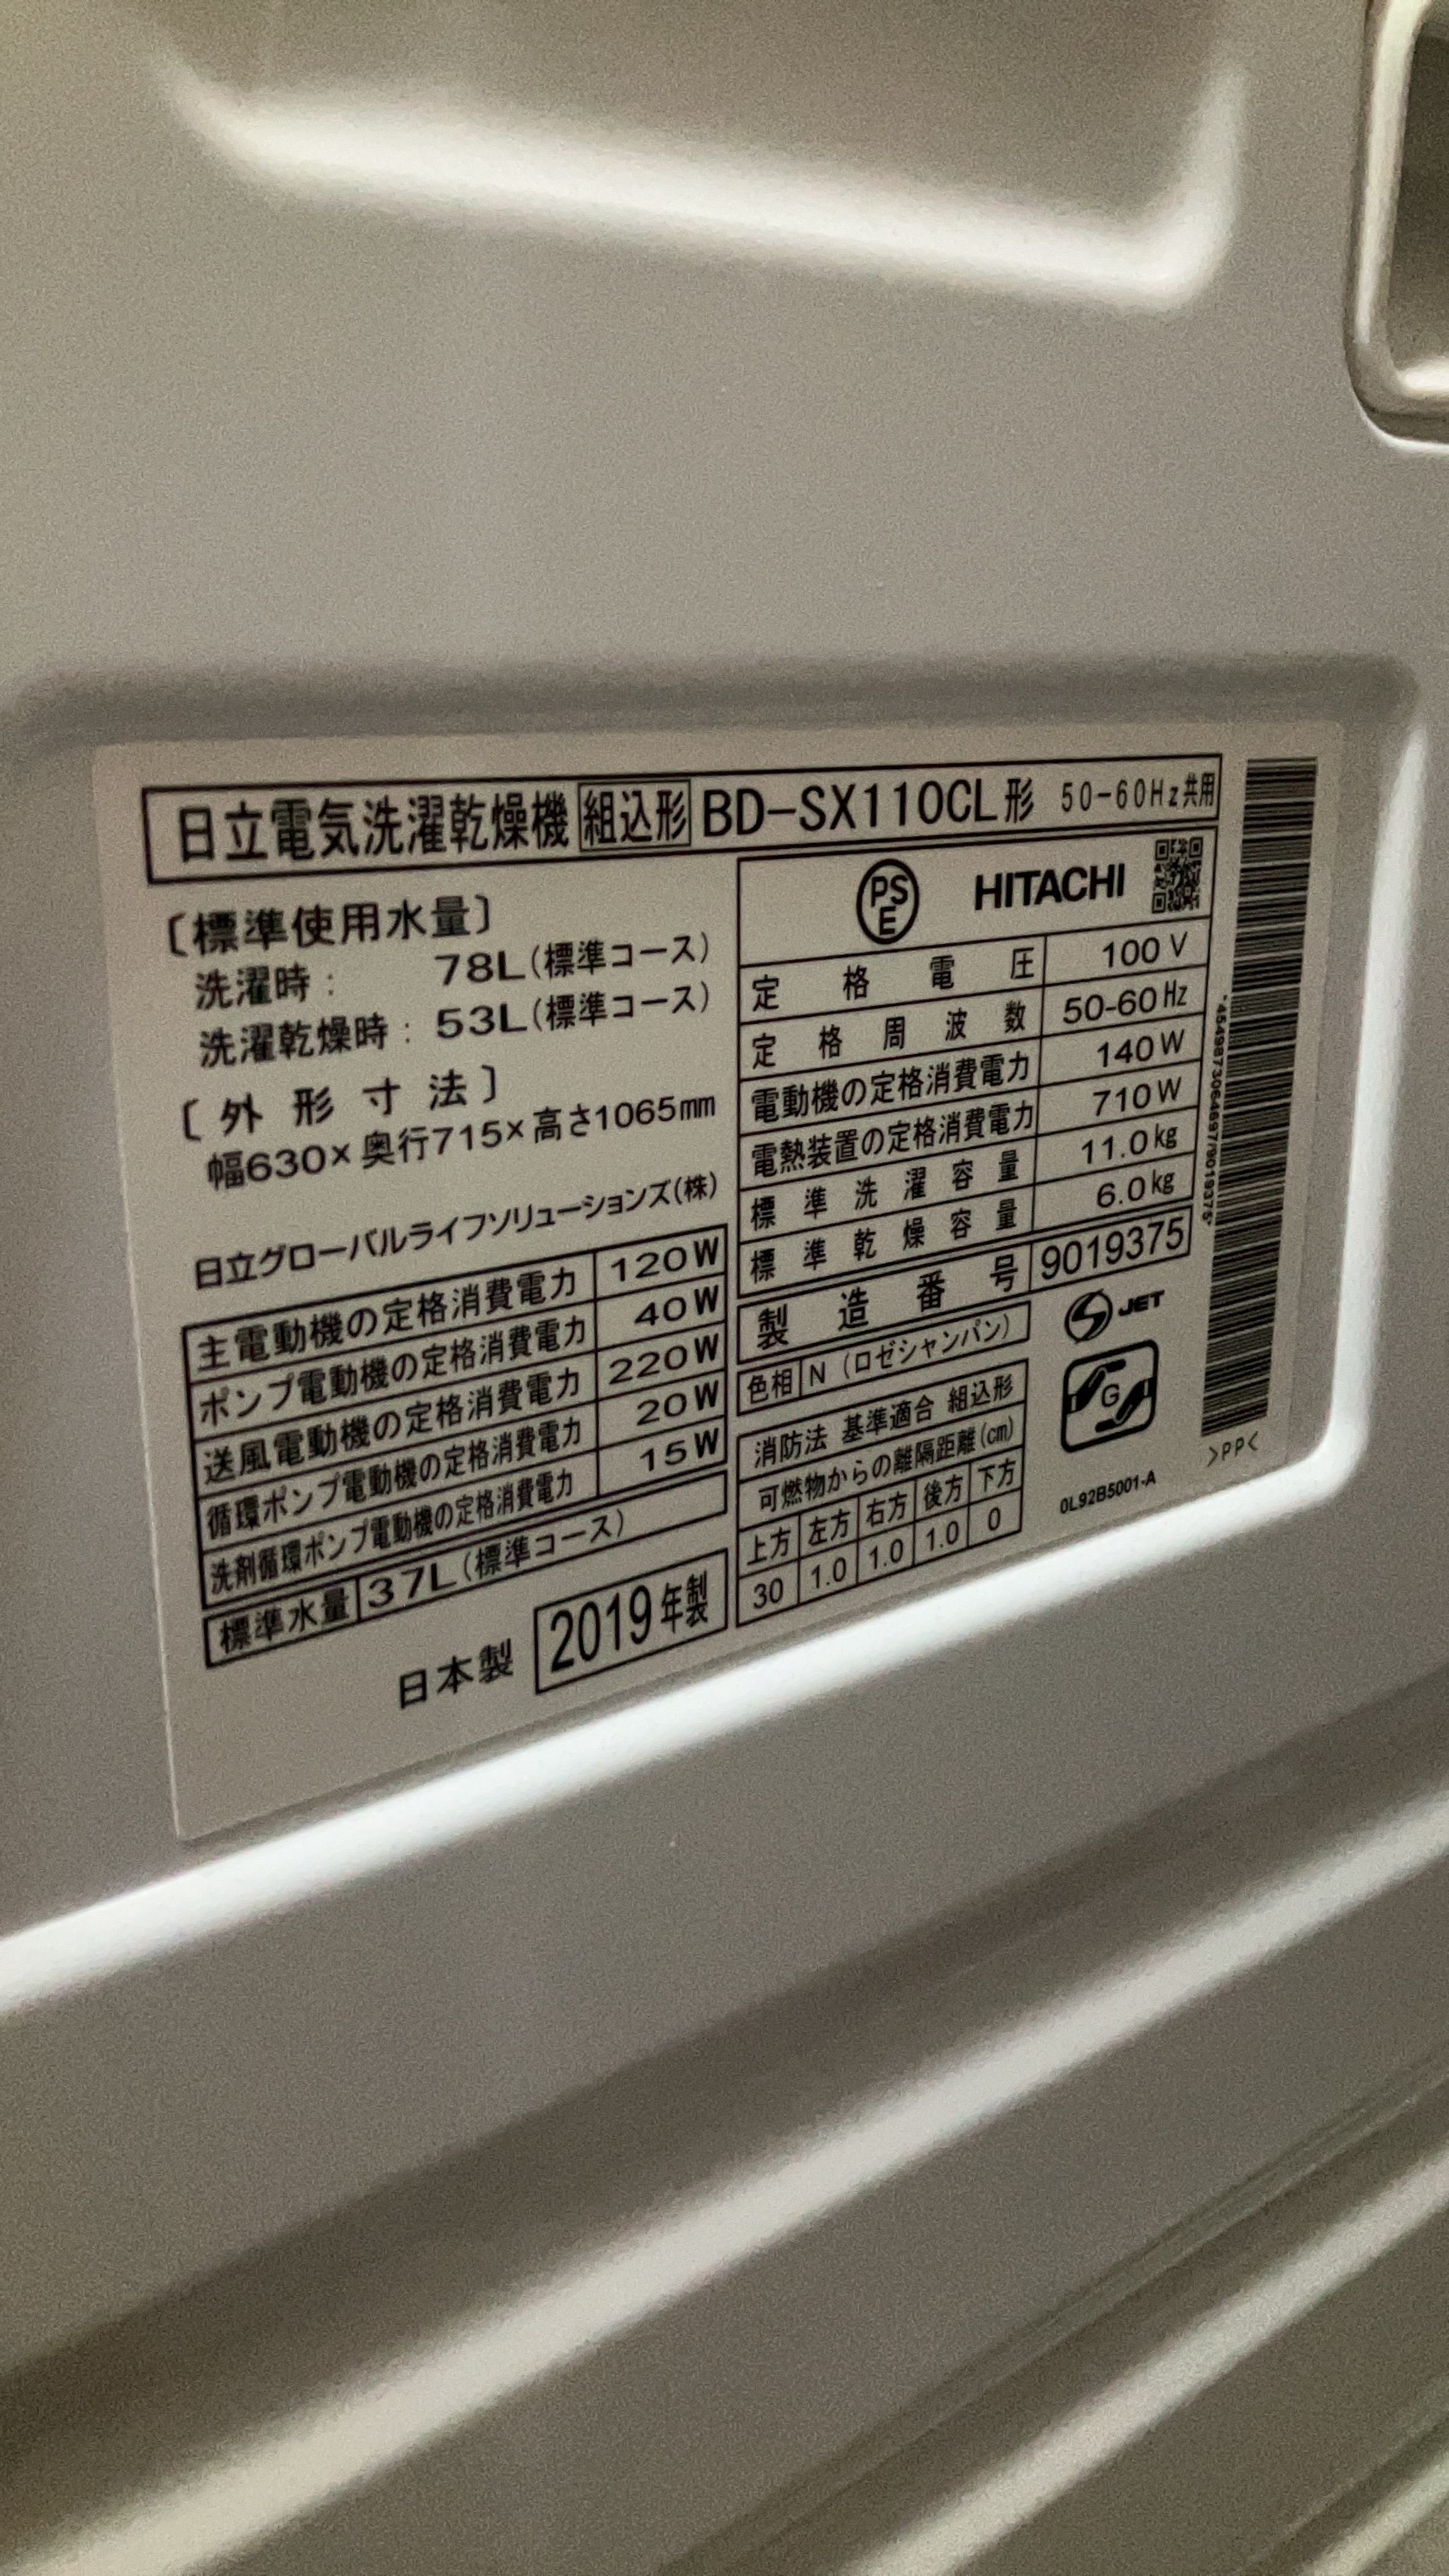 日立電気洗濯乾燥機 組込形 BD-SX110CL形 50-60Hz共用
〔標準使用水量〕
洗濯時: 78L(標準コース)
洗濯乾燥時: 53L(標準コース)
〔外形寸法〕
幅630×奥行715×高さ1065mm
日立グローバルライフソリューションズ(株)
主電動機の定格消費電力 120W
ポンプ電動機の定格消費電力 40W
送風電動機の定格消費電力 220W
循環ポンプ電動機の定格消費電力 20W
洗剤循環ポンプ電動機の定格消費電力 15W
標準水量 37L(標準コース)
日本製 2019年製
PSE HITACHI
定格電圧 100V
定格周波数 50-60Hz
電動機の定格消費電力 140W
電熱装置の定格消費電力 710W
標準洗濯容量 11.0kg
標準乾燥容量 6.0kg
製造番号 9019375
色相 N (ロゼシャンパン)
消防法 基準適合 組込形
可燃物からの離隔距離(cm)
上方 左方 右方 後方 下方
30 1.0 1.0 1.0 0
JET
G
0L92B5001-A
*4549873064697/9019375*
>PP<